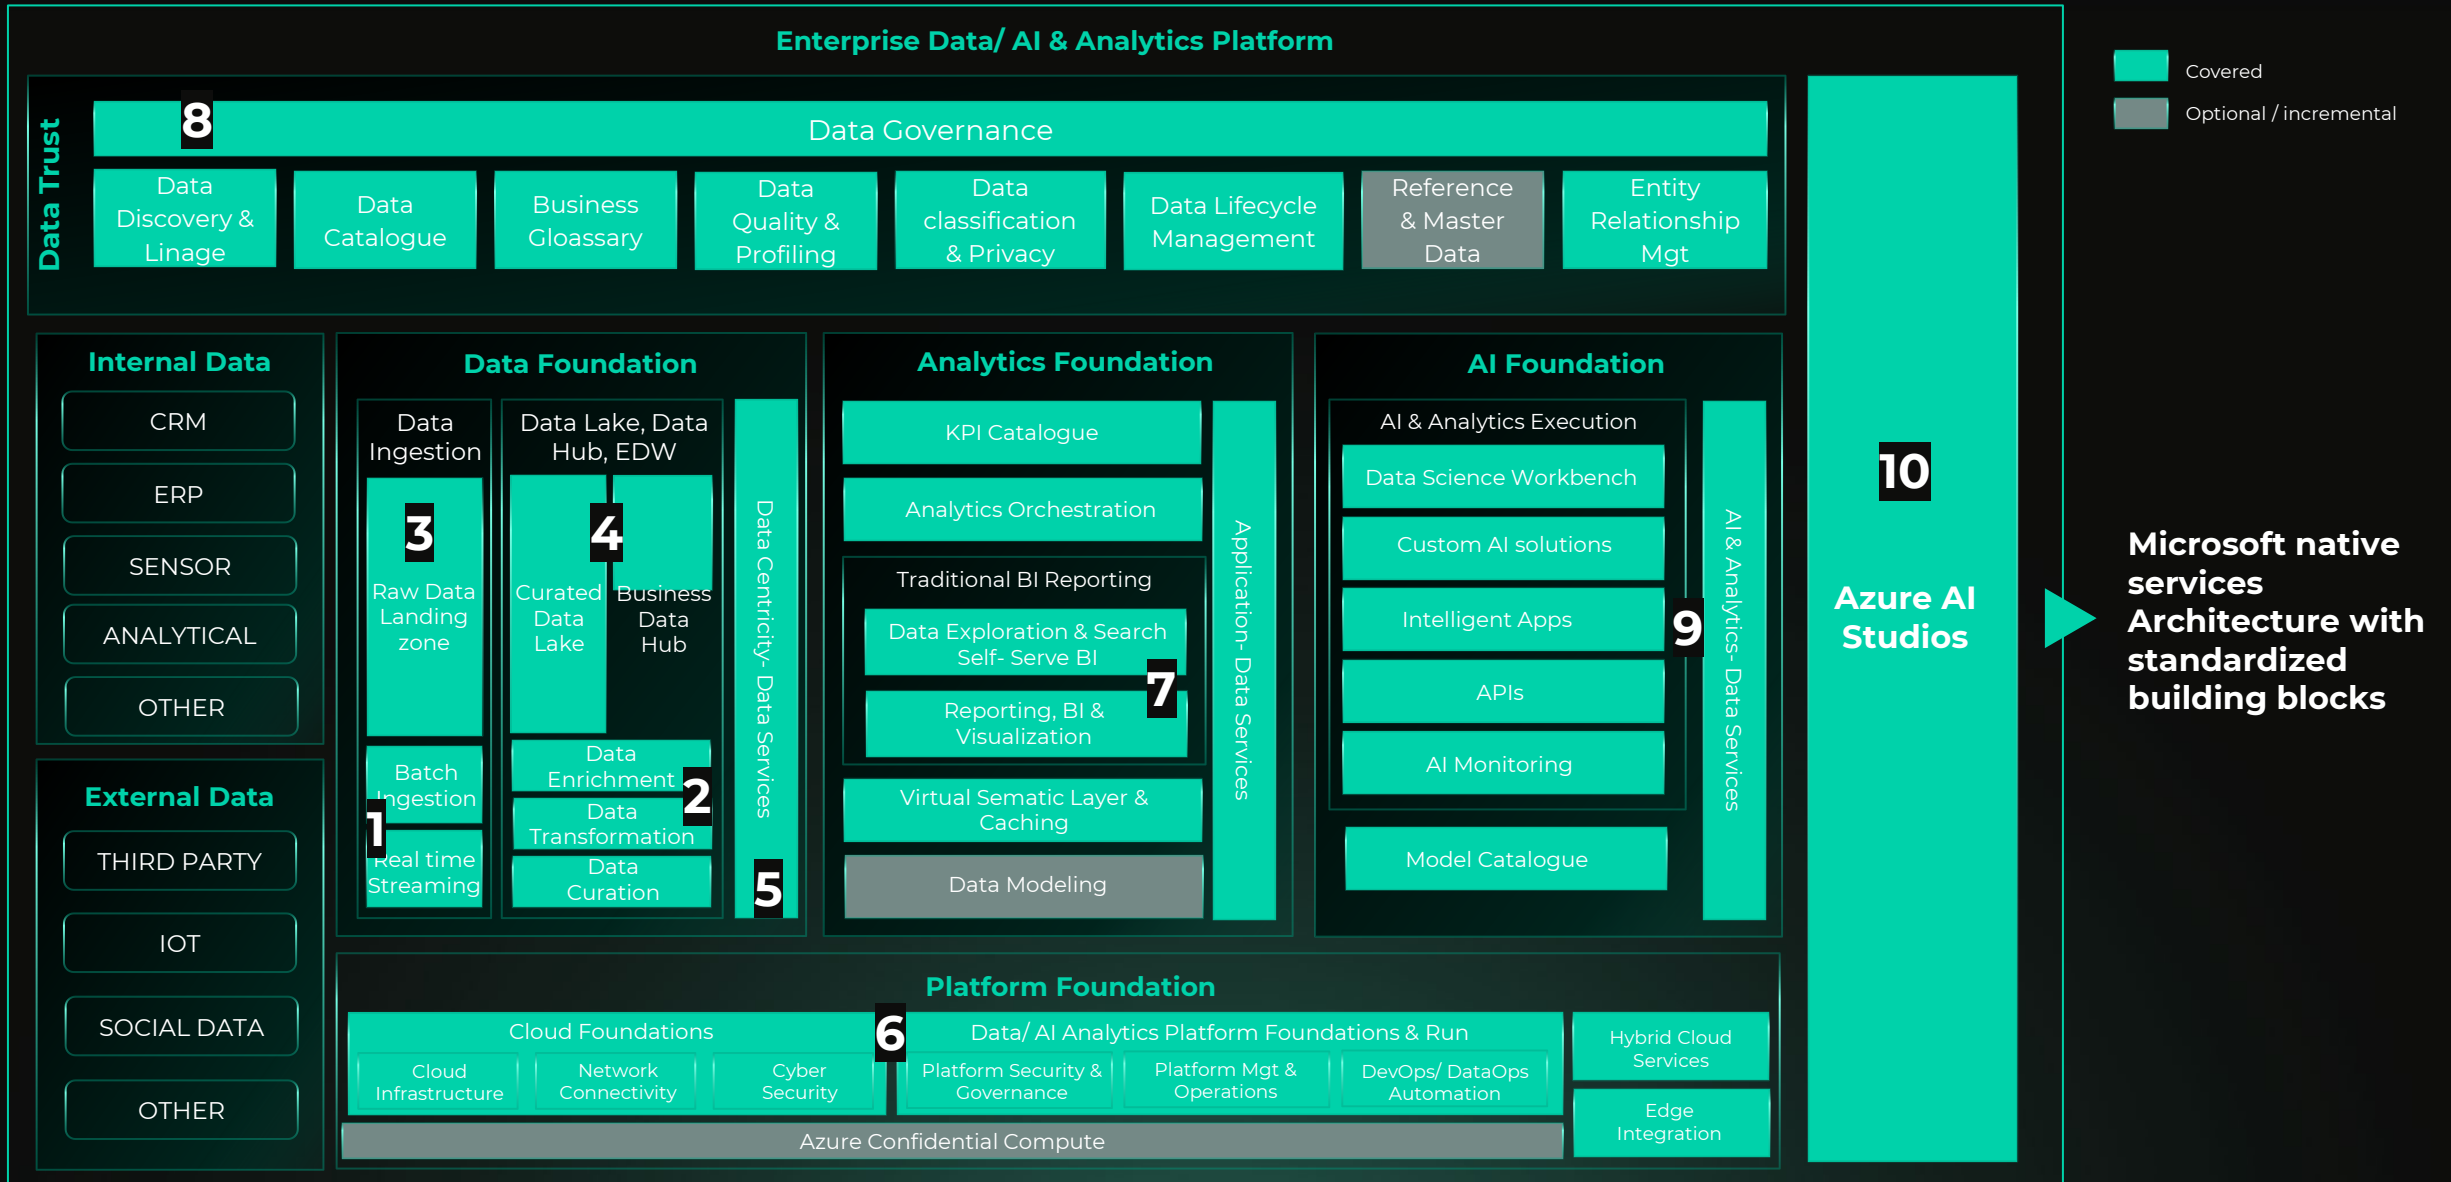 Enterprise Data/ AI & Analytics Platform
Covered
Optional / incremental
Data Trust
8
Data Governance
Data
Discovery &
Linage
Data
Catalogue
Business
Gloassary
Data
Quality &
Profiling
Data
classification
& Privacy
Data Lifecycle
Management
Reference
& Master
Data
Entity
Relationship
Mgt
Internal Data
CRM
ERP
SENSOR
ANALYTICAL
OTHER
External Data
THIRD PARTY
IOT
SOCIAL DATA
OTHER
Data Foundation
Data
Ingestion
3
Raw Data
Landing
zone
Batch
Ingestion
1
Real time
Streaming
Data Lake, Data
Hub, EDW
4
Curated
Data
Lake
Business
Data
Hub
Data
Enrichment
2
Data
Transformation
Data
Curation
Data Centricity- Data Services
5
Analytics Foundation
KPI Catalogue
Analytics Orchestration
Traditional BI Reporting
Data Exploration & Search
Self- Serve BI
7
Reporting, BI &
Visualization
Virtual Sematic Layer &
Caching
Data Modeling
Application- Data Services
AI Foundation
AI & Analytics Execution
Data Science Workbench
Custom AI solutions
Intelligent Apps
9
APIs
AI Monitoring
Model Catalogue
AI & Analytics- Data Services
10
Azure AI
Studios
Microsoft native
services
Architecture with
standardized
building blocks
Platform Foundation
Cloud Foundations
Cloud
Infrastructure
Network
Connectivity
Cyber
Security
6
Data/ AI Analytics Platform Foundations & Run
Platform Security &
Governance
Platform Mgt &
Operations
DevOps/ DataOps
Automation
Hybrid Cloud
Services
Edge
Integration
Azure Confidential Compute